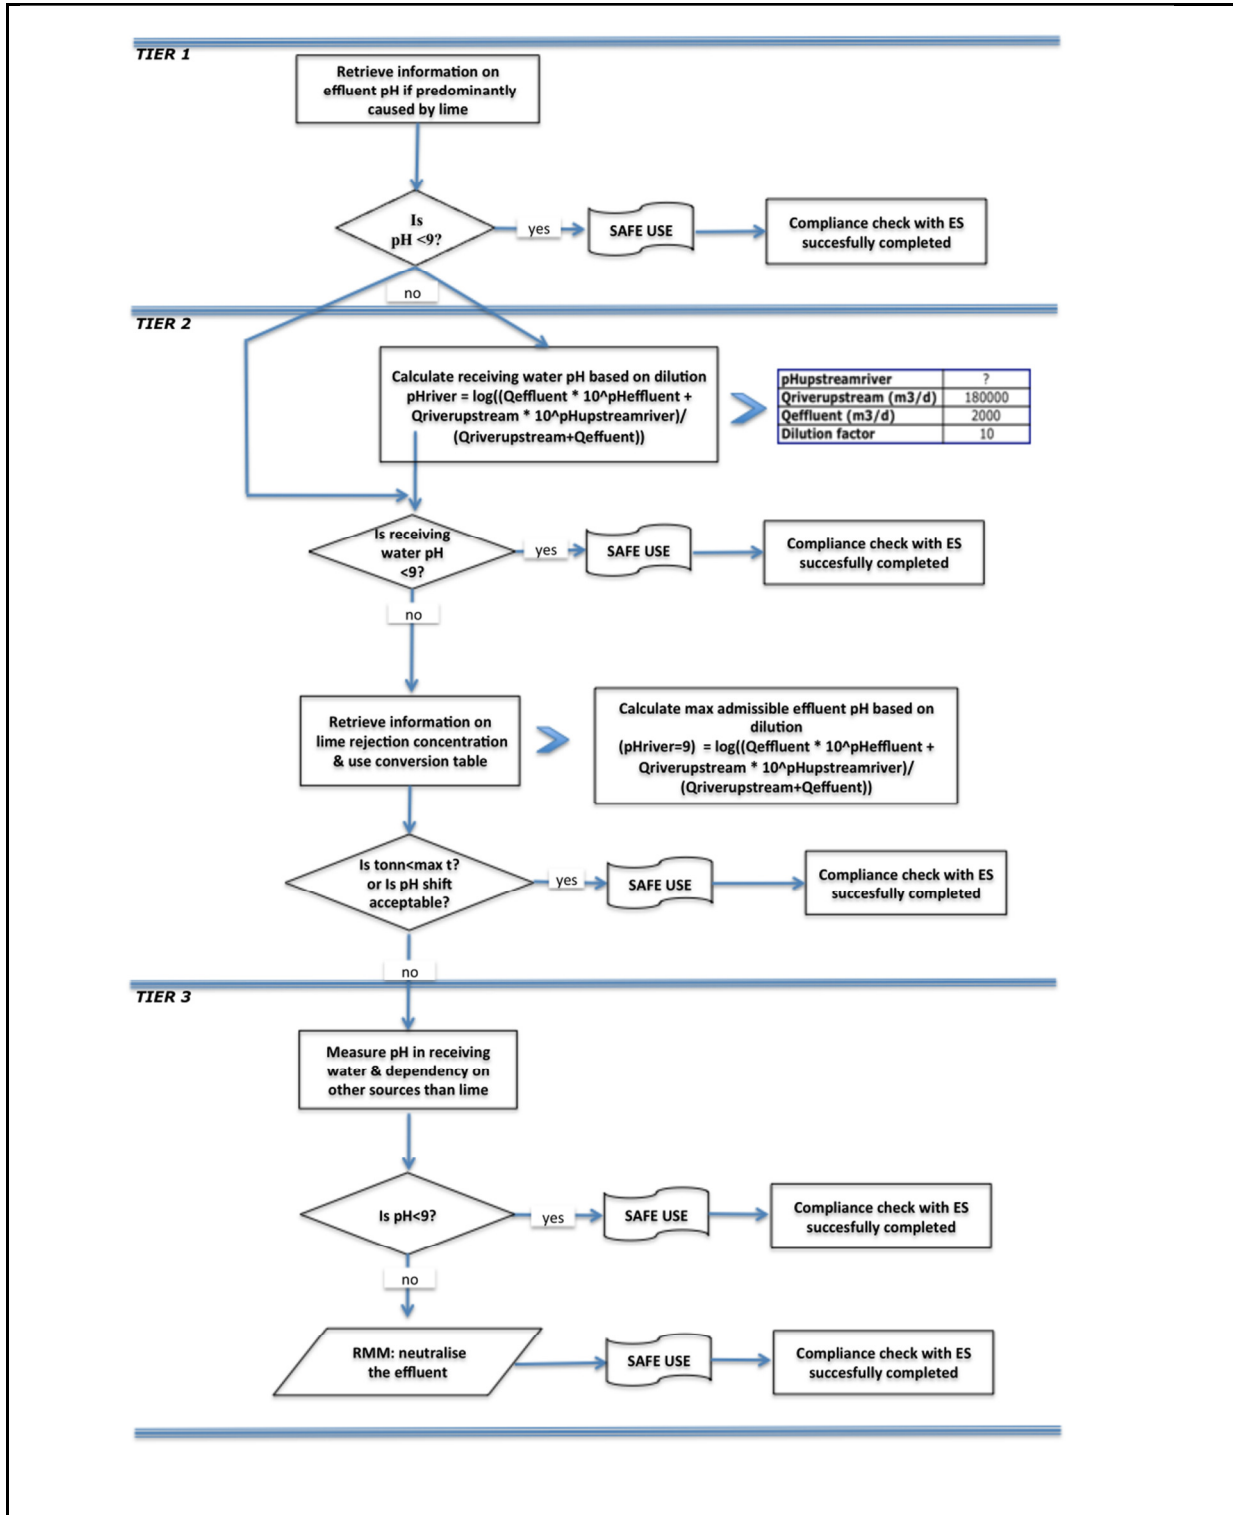 TIER 1
Retrieve information on
effluent pH if predominantly
caused by lime
Is
pH <9?
yes
SAFE USE
Compliance check with ES
succesfully completed
no
TIER 2
Calculate receiving water pH based on dilution
pHriver = log((Qeffluent * 10^pHeffluent +
Qriverupstream * 10^pHupstreamriver)/
(Qriverupstream+Qeffuent))
pHupstreamriver ?
Qriverupstream (m3/d) 180000
Qeffluent (m3/d) 2000
Dilution factor 10
Is receiving
water pH
<9?
yes
SAFE USE
Compliance check with ES
succesfully completed
no
Retrieve information on
lime rejection concentration
& use conversion table
Calculate max admissible effluent pH based on
dilution
(pHriver=9) = log((Qeffluent * 10^pHeffluent +
Qriverupstream * 10^pHupstreamriver)/
(Qriverupstream+Qeffuent))
Is tonn<max t?
or Is pH shift
acceptable?
yes
SAFE USE
Compliance check with ES
succesfully completed
no
TIER 3
Measure pH in receiving
water & dependency on
other sources than lime
Is pH<9?
yes
SAFE USE
Compliance check with ES
succesfully completed
no
RMM: neutralise
the effluent
SAFE USE
Compliance check with ES
succesfully completed